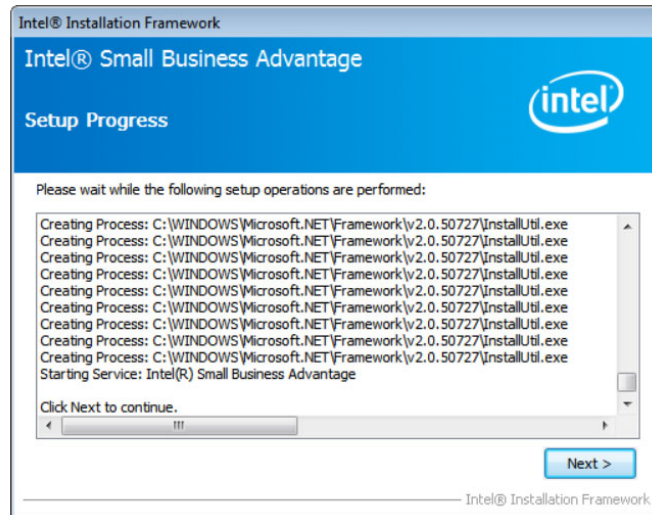 Intel® Installation Framework
Intel® Small Business Advantage
intel
Setup Progress
Please wait while the following setup operations are performed:
Creating Process: C:\WINDOWS\Microsoft.NET\Framework\v2.0.50727\InstallUtil.exe
Creating Process: C:\WINDOWS\Microsoft.NET\Framework\v2.0.50727\InstallUtil.exe
Creating Process: C:\WINDOWS\Microsoft.NET\Framework\v2.0.50727\InstallUtil.exe
Creating Process: C:\WINDOWS\Microsoft.NET\Framework\v2.0.50727\InstallUtil.exe
Creating Process: C:\WINDOWS\Microsoft.NET\Framework\v2.0.50727\InstallUtil.exe
Creating Process: C:\WINDOWS\Microsoft.NET\Framework\v2.0.50727\InstallUtil.exe
Creating Process: C:\WINDOWS\Microsoft.NET\Framework\v2.0.50727\InstallUtil.exe
Creating Process: C:\WINDOWS\Microsoft.NET\Framework\v2.0.50727\InstallUtil.exe
Creating Process: C:\WINDOWS\Microsoft.NET\Framework\v2.0.50727\InstallUtil.exe
Starting Service: Intel(R) Small Business Advantage
Click Next to continue.
Next >
Intel® Installation Framework